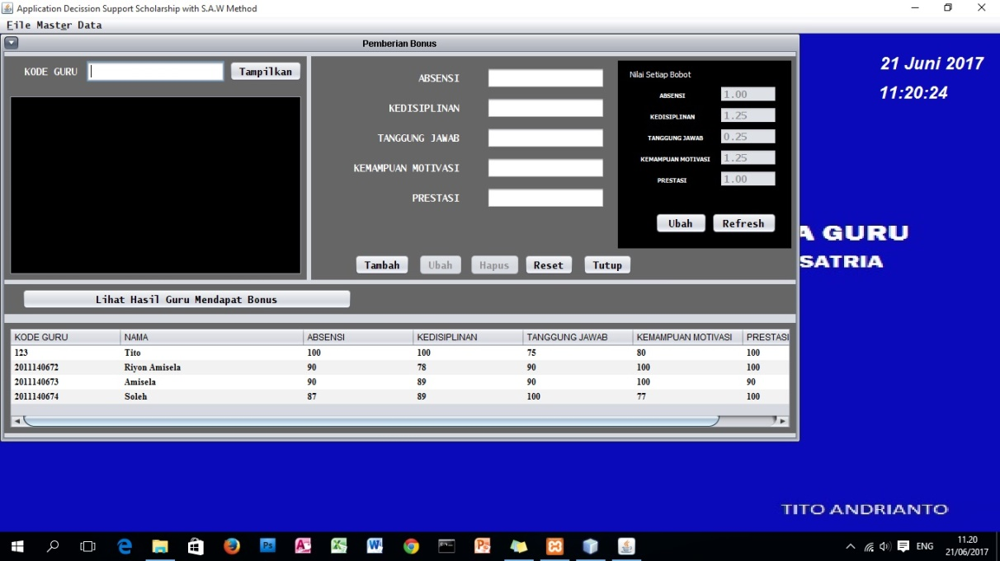 Application Decission Support Scholarship with S.A.W Method
File Master Data
Pemberian Bonus
KODE GURU
Tampilkan
ABSENSI
KEDISIPLINAN
TANGGUNG JAWAB
KEMAMPUAN MOTIVASI
PRESTASI
Nilai Setiap Bobot
ABSENSI 1.00
KEDISIPLINAN 1.25
TANGGUNG JAWAB 0.25
KEMAMPUAN MOTIVASI 1.25
PRESTASI 1.00
Ubah Refresh
Tambah Ubah Hapus Reset Tutup
21 Juni 2017
11:20:24
A GURU
SATRIA
Lihat Hasil Guru Mendapat Bonus
KODE GURU NAMA ABSENSI KEDISIPLINAN TANGGUNG JAWAB KEMAMPUAN MOTIVASI PRESTASI
123 Tito 100 100 75 80 100
2011140672 Riyon Amisela 90 78 90 100 100
2011140673 Amisela 90 89 90 100 90
2011140674 Soleh 87 89 100 77 100
TITO ANDRIANTO
ENG
11.20
21/06/2017